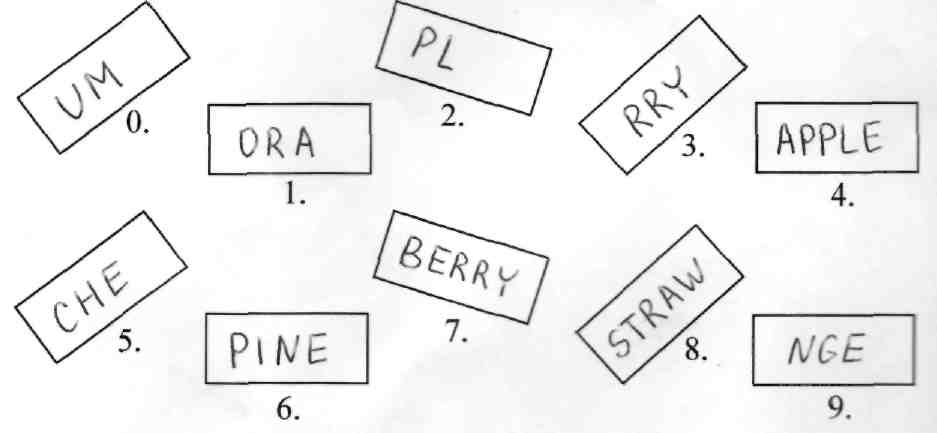 UM
0.
ORA
1.
PL
2.
RRY
3.
APPLE
4.
CHE
5.
PINE
6.
BERRY
7.
STRAW
8.
NGE
9.